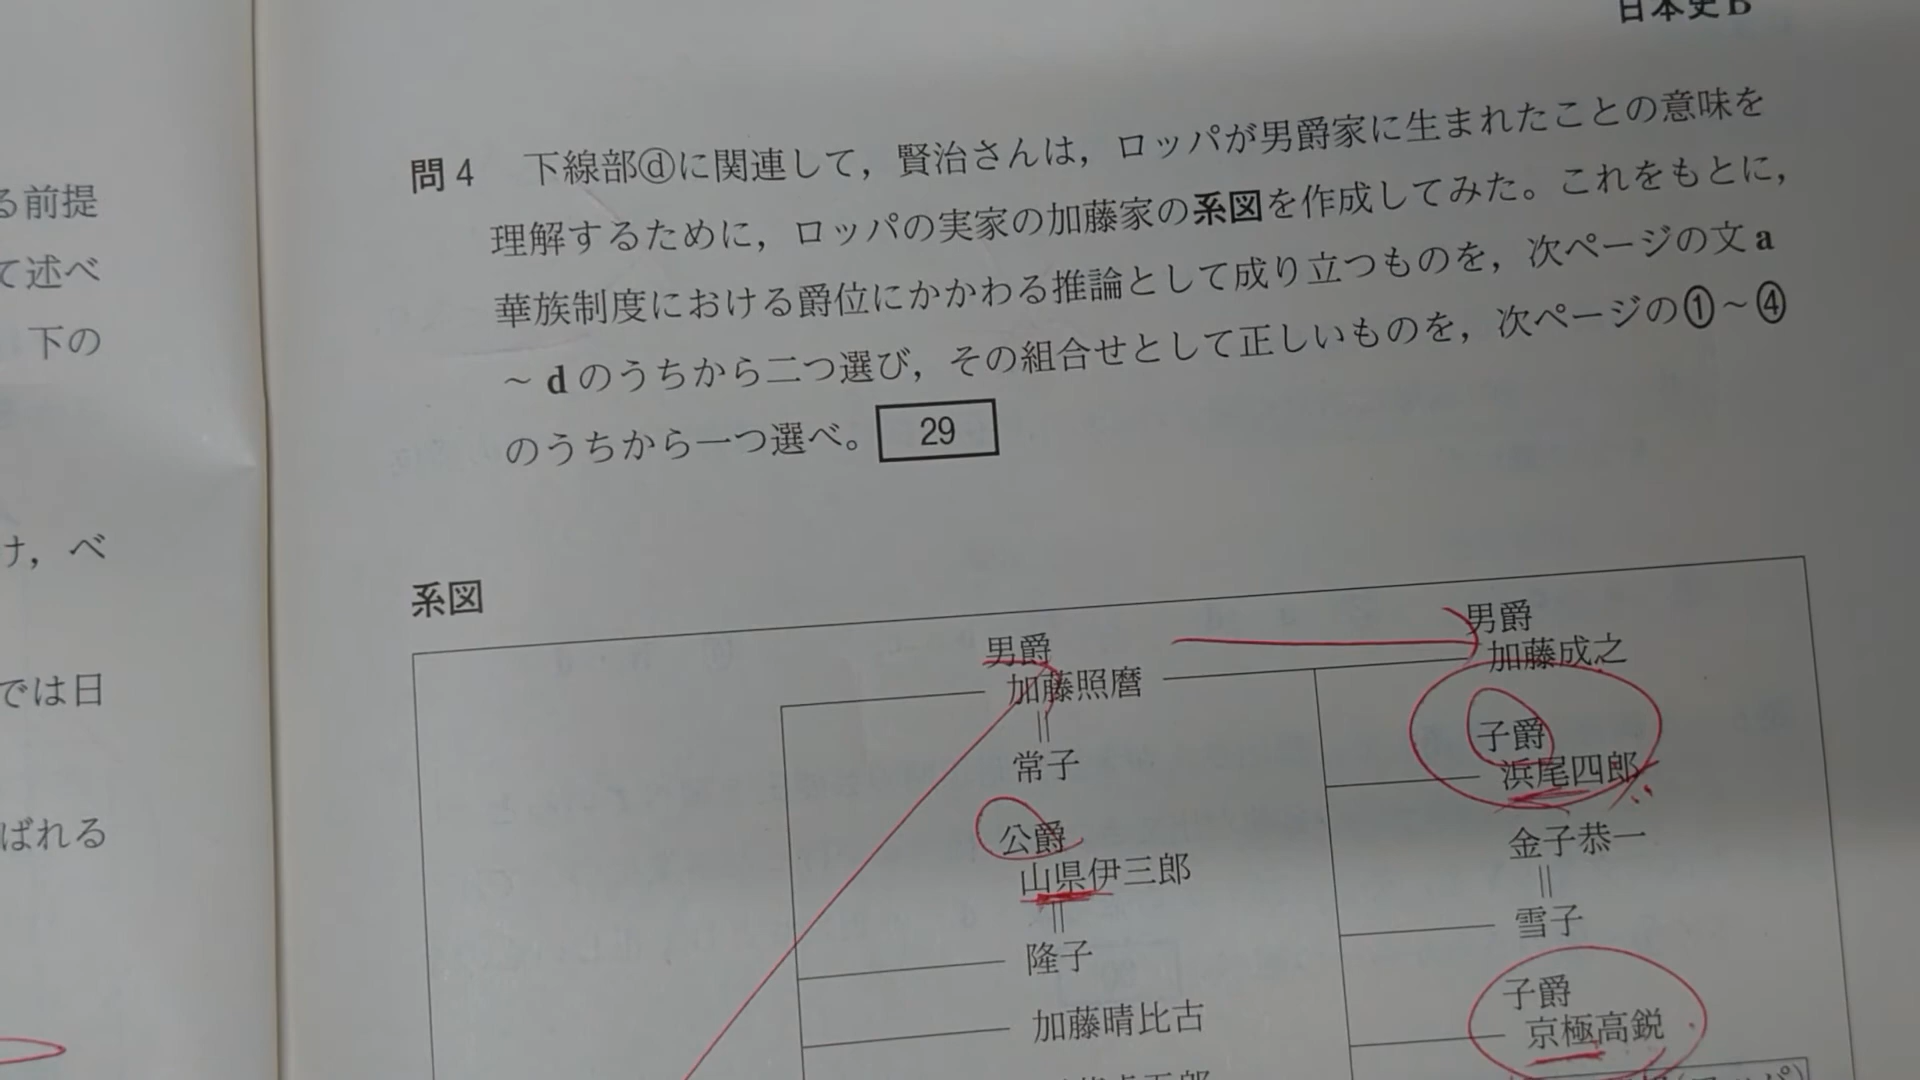 日本史B
る前提
て述べ
下の
け，べ
では日
ばれる
問4 下線部ⓓに関連して，賢治さんは，ロッパが男爵家に生まれたことの意味を
理解するために，ロッパの実家の加藤家の系図を作成してみた。これをもとに，
華族制度における爵位にかかわる推論として成り立つものを，次ページの文a
～dのうちから二つ選び，その組合せとして正しいものを，次ページの①～④
のうちから一つ選べ。29
系図
男爵
加藤照麿
常子
公爵
山県伊三郎
隆子
加藤晴比古
男爵
加藤成之
子爵
浜尾四郎
金子恭一
雪子
子爵
京極高鋭